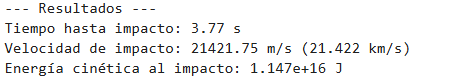 --- Resultados ---
Tiempo hasta impacto: 3.77 s
Velocidad de impacto: 21421.75 m/s (21.422 km/s)
Energía cinética al impacto: 1.147e+16 J